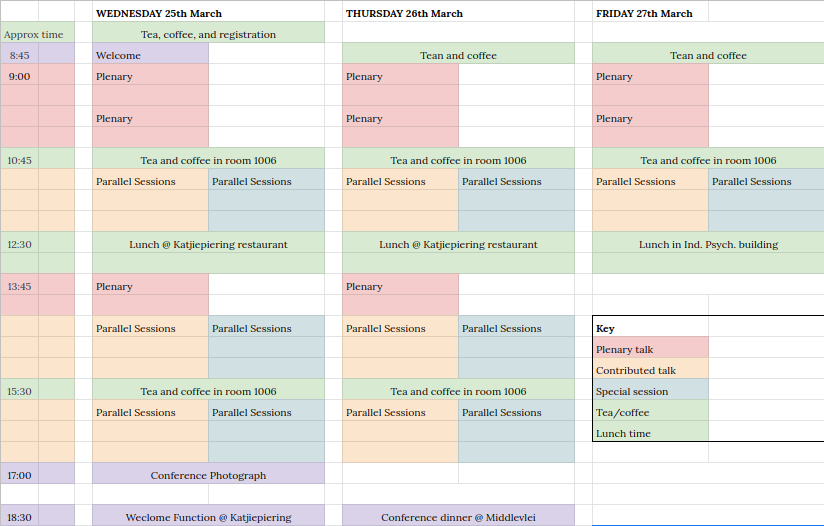 WEDNESDAY 25th March THURSDAY 26th March FRIDAY 27th March
Approx time Tea, coffee, and registration
8:45 Welcome Tean and coffee Tean and coffee
9:00 Plenary Plenary Plenary
Plenary Plenary Plenary
10:45 Tea and coffee in room 1006 Tea and coffee in room 1006 Tea and coffee in room 1006
Parallel Sessions Parallel Sessions Parallel Sessions Parallel Sessions Parallel Sessions Parallel Sessions
12:30 Lunch @ Katjiepiering restaurant Lunch @ Katjiepiering restaurant Lunch in Ind. Psych. building
13:45 Plenary Plenary
Parallel Sessions Parallel Sessions Parallel Sessions Parallel Sessions Key
Plenary talk
Contributed talk
Special session
15:30 Tea and coffee in room 1006 Tea and coffee in room 1006
Parallel Sessions Parallel Sessions Parallel Sessions Parallel Sessions Tea/coffee
Lunch time
17:00 Conference Photograph
18:30 Weclome Function @ Katjiepiering Conference dinner @ Middlevlei